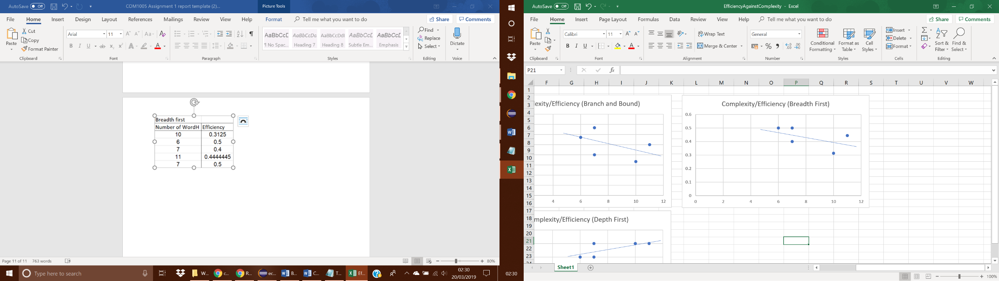 AutoSave Off
COM1005 Assignment 1 report template (2)...
Picture Tools
File Home Insert Design Layout References Mailings Review View Help Format Tell me what you want to do Share Comments
Paste
Cut
Copy
Format Painter
Clipboard
Arial 11
B I U ab x₂ x² A A
Font
Paragraph
AaBbCcE AaBbCcDa AaBbCcDdl AaBbCcE AaBbCcE
¶ No Spac... Heading 7 Heading 8 Subtle Em... Emphasis
Styles
Find
Replace
Select
Editing
Dictate
Voice
Breadth first
Number of WordH Efficiency
10 0.3125
6 0.5
7 0.4
11 0.4444445
7 0.5
Page 11 of 11 763 words
80%
Type here to search
W... c... R... ec... B... C... T... Ef...
02:30
20/03/2019
02:30
AutoSave Off
EfficiencyAgainstComplexity - Excel
File Home Insert Page Layout Formulas Data Review View Help Tell me what you want to do Share Comments
Paste
Clipboard
Calibri 11
B I U A
Font
Wrap Text
Merge & Center
Alignment
General
%
Number
Conditional Formatting
Format as Table
Cell Styles
Styles
Insert
Delete
Format
Cells
Sort & Filter
Find & Select
Editing
P21
fx
F G H I J K L M N O P Q R S T U V W
1
2
3
4
5
6
7
8
9
10
11
12
13
14
15
16
17
18
19
20
21
22
23
24
lexity/Efficiency (Branch and Bound)
4 6 8 10 12
Complexity/Efficiency (Breadth First)
0.6
0.5
0.4
0.3
0.2
0.1
0
0 2 4 6 8 10 12
mplexity/Efficiency (Depth First)
Sheet1
100%